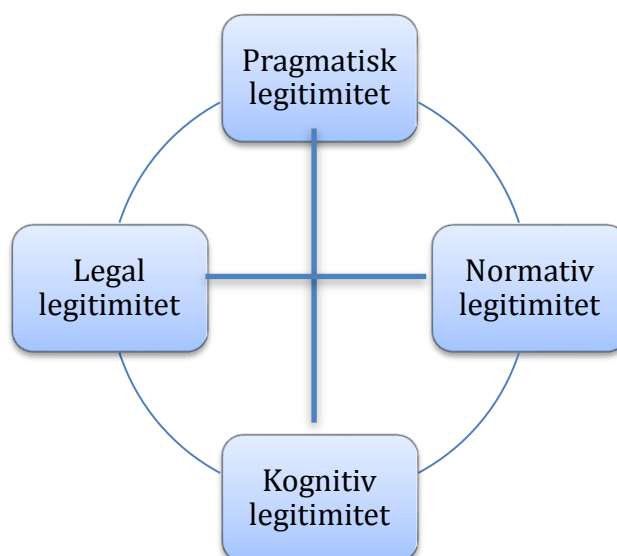 Pragmatisk
legitimitet
Legal
legitimitet
Normativ
legitimitet
Kognitiv
legitimitet